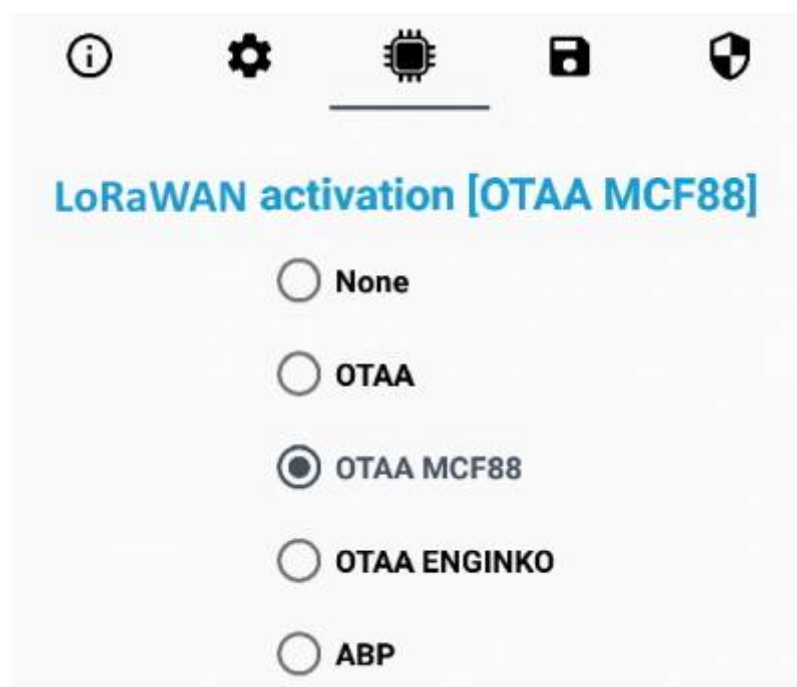 LoRaWAN activation [OTAA MCF88]
None
OTAA
OTAA MCF88
OTAA ENGINKO
ABP